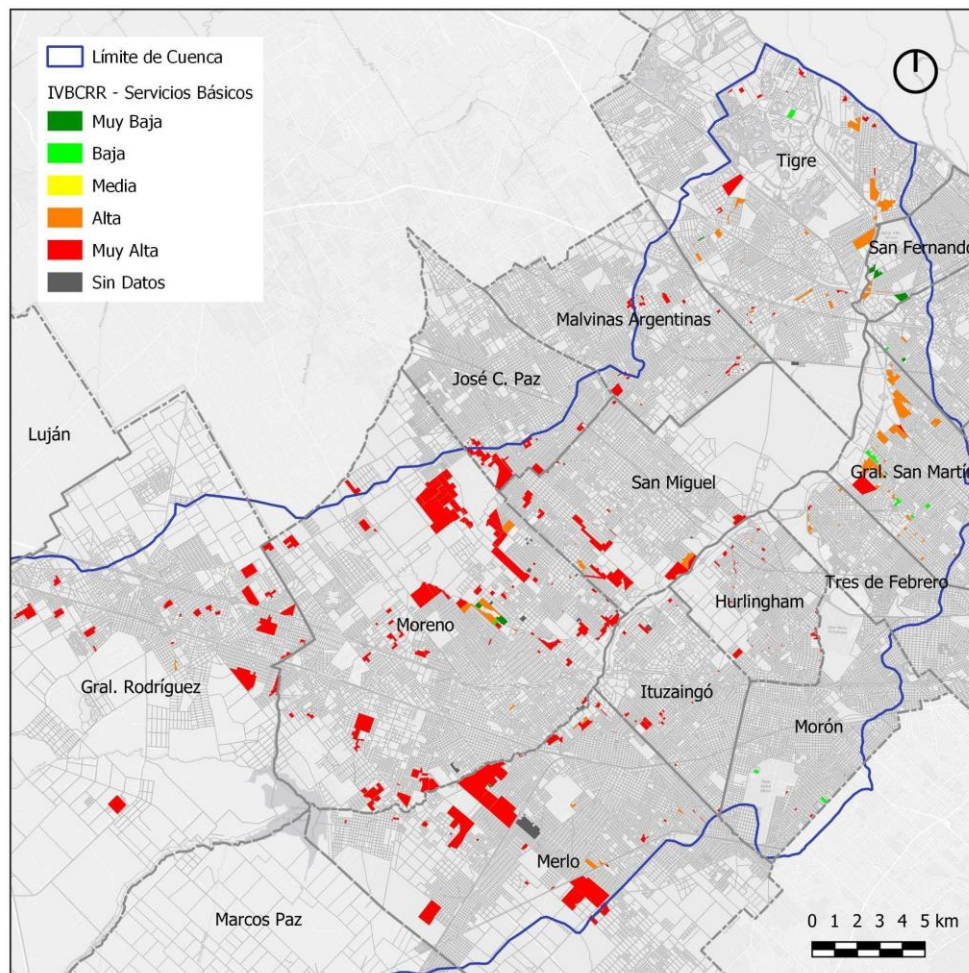 Límite de Cuenca
IVBCRR - Servicios Básicos
Muy Baja
Baja
Media
Alta
Muy Alta
Sin Datos
Tigre
San Fernando
Malvinas Argentinas
José C. Paz
Luján
San Miguel
Gral. San Martí
Tres de Febrero
Hurlingham
Moreno
Gral. Rodríguez
Ituzaingó
Morón
Merlo
Marcos Paz
0 1 2 3 4 5 km